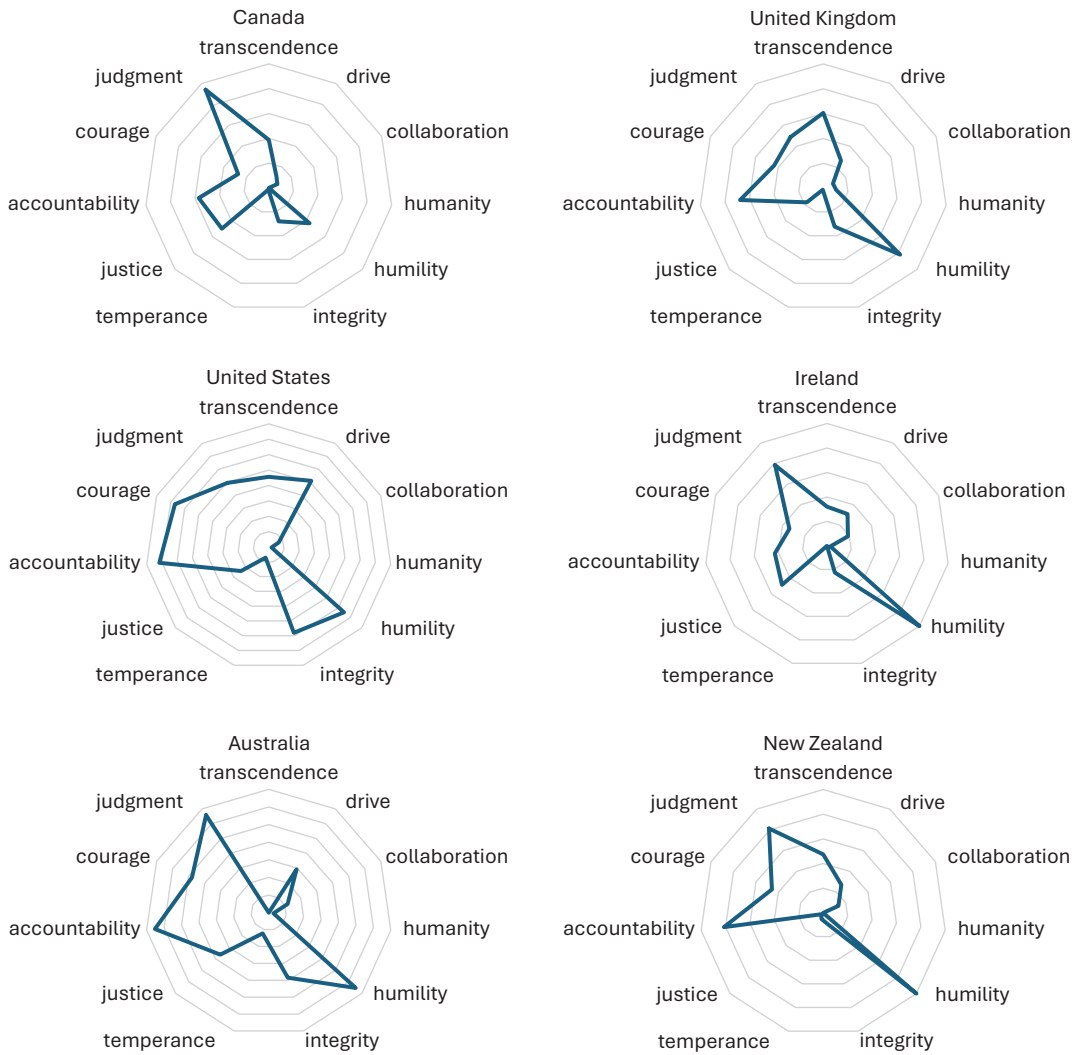 Canada
transcendence
judgment
drive
courage
collaboration
accountability
humanity
justice
humility
temperance
integrity
United Kingdom
transcendence
judgment
drive
courage
collaboration
accountability
humanity
justice
humility
temperance
integrity
United States
transcendence
judgment
drive
courage
collaboration
accountability
humanity
justice
humility
temperance
integrity
Ireland
transcendence
judgment
drive
courage
collaboration
accountability
humanity
justice
humility
temperance
integrity
Australia
transcendence
judgment
drive
courage
collaboration
accountability
humanity
justice
humility
temperance
integrity
New Zealand
transcendence
judgment
drive
courage
collaboration
accountability
humanity
justice
humility
temperance
integrity